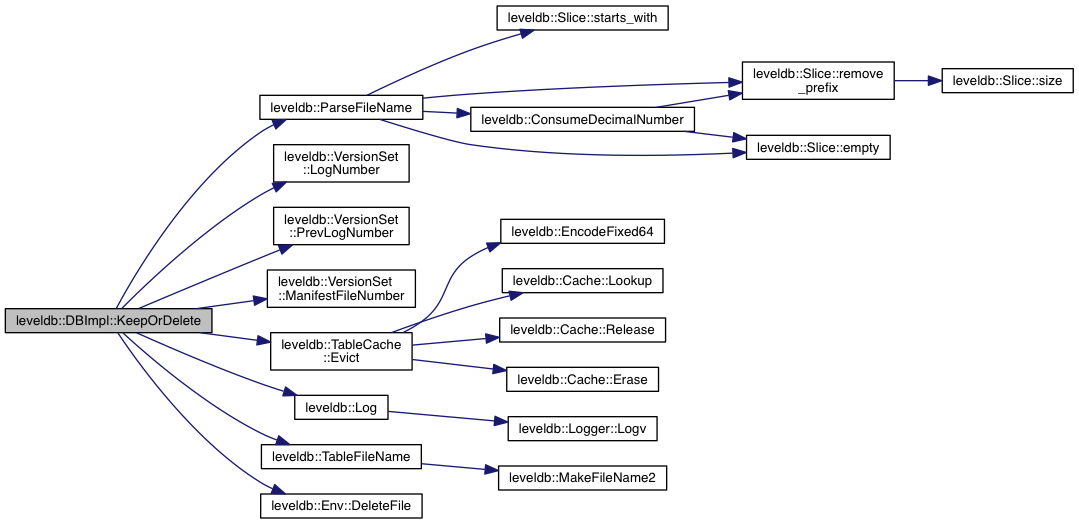 leveldb::Slice::starts_with
leveldb::Slice::remove
_prefix
leveldb::Slice::size
leveldb::ParseFileName
leveldb::ConsumeDecimalNumber
leveldb::Slice::empty
leveldb::VersionSet
::LogNumber
leveldb::VersionSet
::PrevLogNumber
leveldb::EncodeFixed64
leveldb::VersionSet
::ManifestFileNumber
leveldb::Cache::Lookup
leveldb::DBImpl::KeepOrDelete
leveldb::TableCache
::Evict
leveldb::Cache::Release
leveldb::Cache::Erase
leveldb::Log
leveldb::Logger::Logv
leveldb::TableFileName
leveldb::MakeFileName2
leveldb::Env::DeleteFile